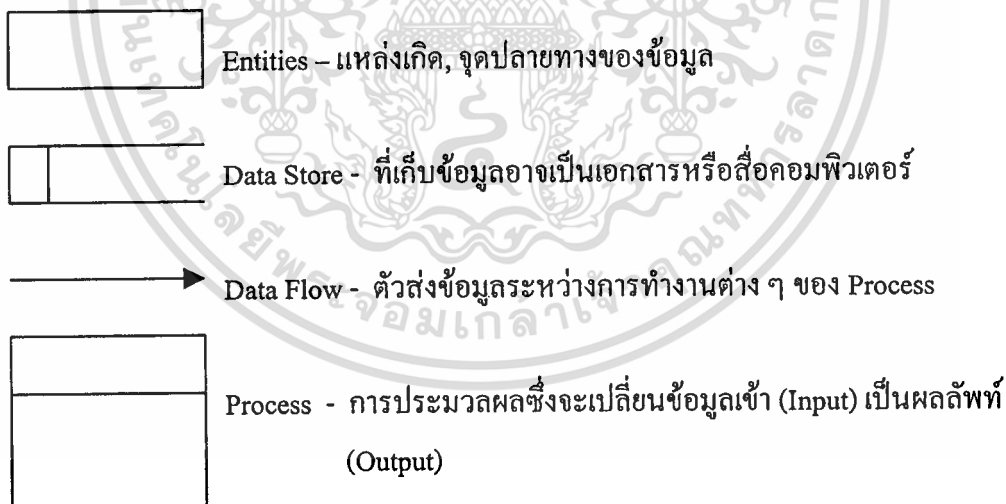 Entities – แหล่งเกิด, จุดปลายทางของข้อมูล
Data Store - ที่เก็บข้อมูลอาจเป็นเอกสารหรือสื่อคอมพิวเตอร์
Data Flow - ตัวส่งข้อมูลระหว่างการทำงานต่าง ๆ ของ Process
Process - การประมวลผลซึ่งจะเปลี่ยนข้อมูลเข้า (Input) เป็นผลลัพท์
(Output)